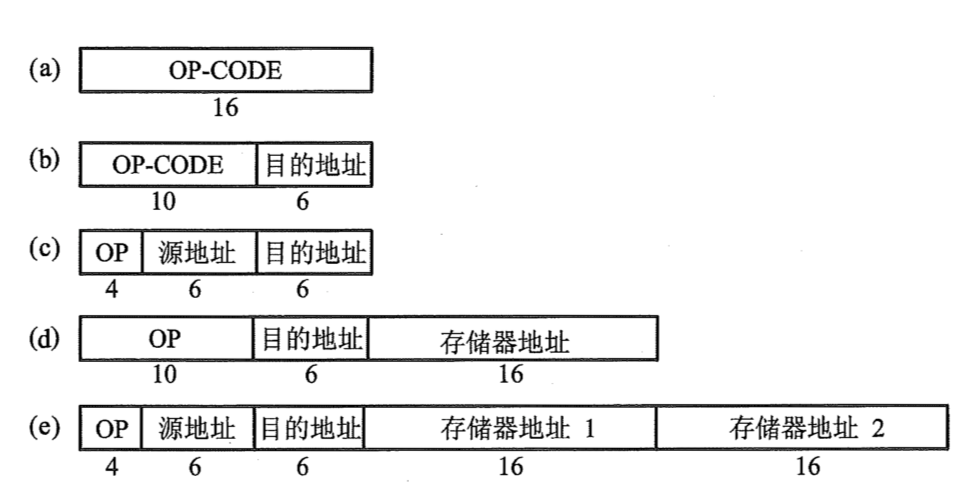 (a) OP-CODE
16
(b) OP-CODE 目的地址
10 6
(c) OP 源地址 目的地址
4 6 6
(d) OP 目的地址 存储器地址
10 6 16
(e) OP 源地址 目的地址 存储器地址 1 存储器地址 2
4 6 6 16 16